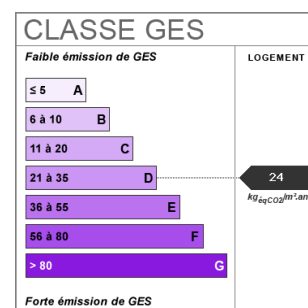 CLASSE GES
Faible émission de GES
LOGEMENT
≤ 5 A
6 à 10 B
11 à 20 C
21 à 35 D
24
kgéqCO2/m².an
36 à 55 E
56 à 80 F
> 80 G
Forte émission de GES